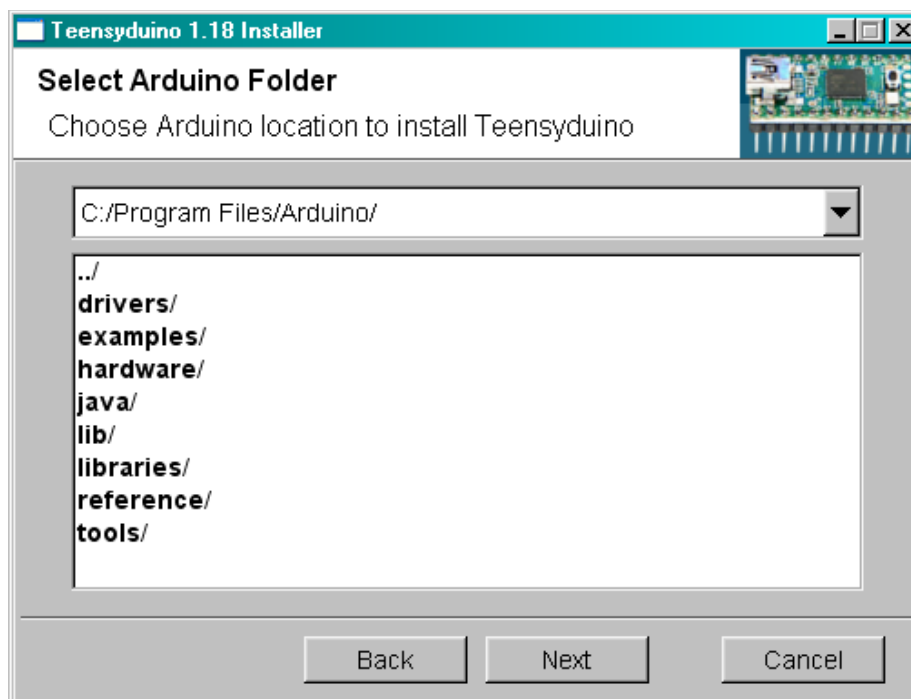 Teensyduino 1.18 Installer
Select Arduino Folder
Choose Arduino location to install Teensyduino
C:/Program Files/Arduino/
../
drivers/
examples/
hardware/
java/
lib/
libraries/
reference/
tools/
Back Next Cancel